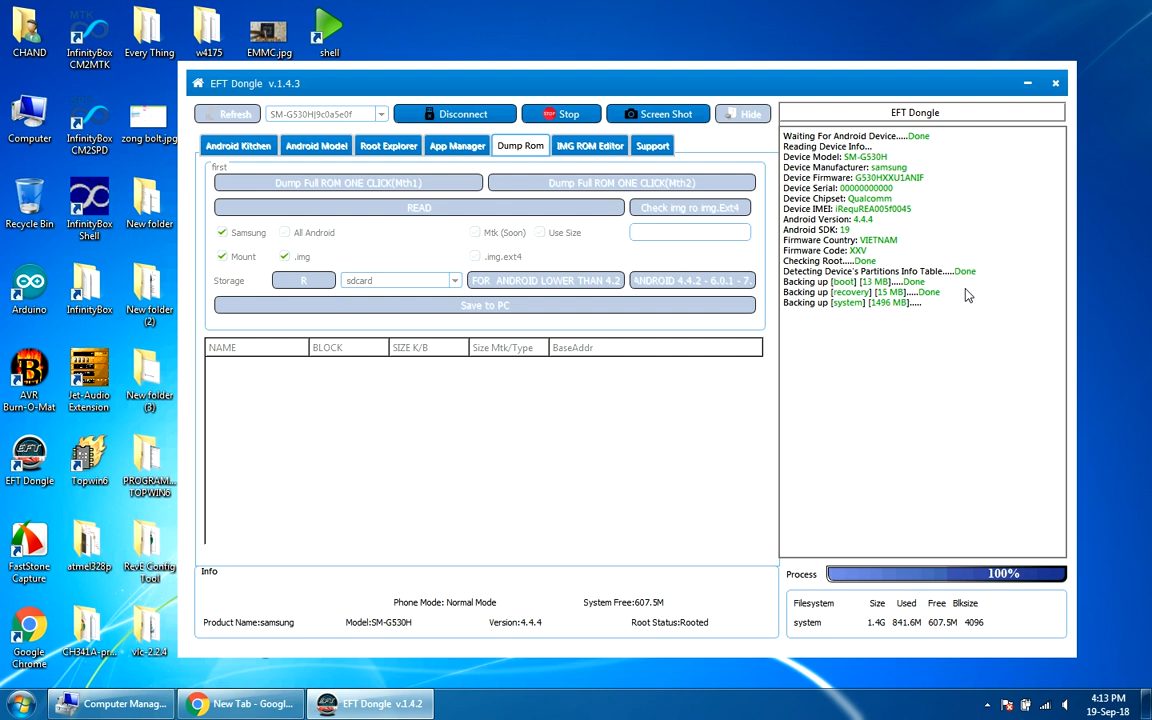 CHAND
InfinityBox
CM2MTK
Every Thing
w4175
EMMC.jpg
shell
Computer
InfinityBox
CM2SPD
zong bolt.jpg
Recycle Bin
InfinityBox
Shell
New folder
Arduino
InfinityBox
New folder
(2)
AVR
Burn-O-Mat
Jet-Audio
Extension
New folder
(3)
EFT Dongle
Topwin6
PROGRAM...
TOPWIN6
FastStone
Capture
atmel328p
RevE Config
Tool
Google
Chrome
CH341A-pr...
vlc-2.2.4
EFT Dongle v.1.4.3
Refresh
SM-G530H|9c0a5e0f
Disconnect
STOP
Stop
Screen Shot
Hide
Android Kitchen
Android Model
Root Explorer
App Manager
Dump Rom
IMG ROM Editor
Support
first
Dump Full ROM ONE CLICK(Mth1)
Dump Full ROM ONE CLICK(Mth2)
READ
Check img ro img.Ext4
Samsung
All Android
Mtk (Soon)
Use Size
Mount
.img
.img.ext4
Storage
R
sdcard
FOR ANDROID LOWER THAN 4.2
ANDROID 4.4.2 - 6.0.1 - 7.
Save to PC
NAME
BLOCK
SIZE K/B
Size Mtk/Type
BaseAddr
Info
Phone Mode: Normal Mode
System Free:607.5M
Product Name:samsung
Model:SM-G530H
Version:4.4.4
Root Status:Rooted
EFT Dongle
Waiting For Android Device.....Done
Reading Device Info...
Device Model: SM-G530H
Device Manufacturer: samsung
Device Firmware: G530HXXU1ANIF
Device Serial: 00000000000
Device Chipset: Qualcomm
Device IMEI: iRequREA005f0045
Android Version: 4.4.4
Android SDK: 19
Firmware Country: VIETNAM
Firmware Code: XXV
Checking Root.....Done
Detecting Device's Partitions Info Table.....Done
Backing up [boot] [13 MB].....Done
Backing up [recovery] [15 MB].....Done
Backing up [system] [1496 MB].....
Process
100%
Filesystem Size Used Free Blksize
system 1.4G 841.6M 607.5M 4096
Computer Manag...
New Tab - Googl...
EFT Dongle v.1.4.2
4:13 PM
19-Sep-18